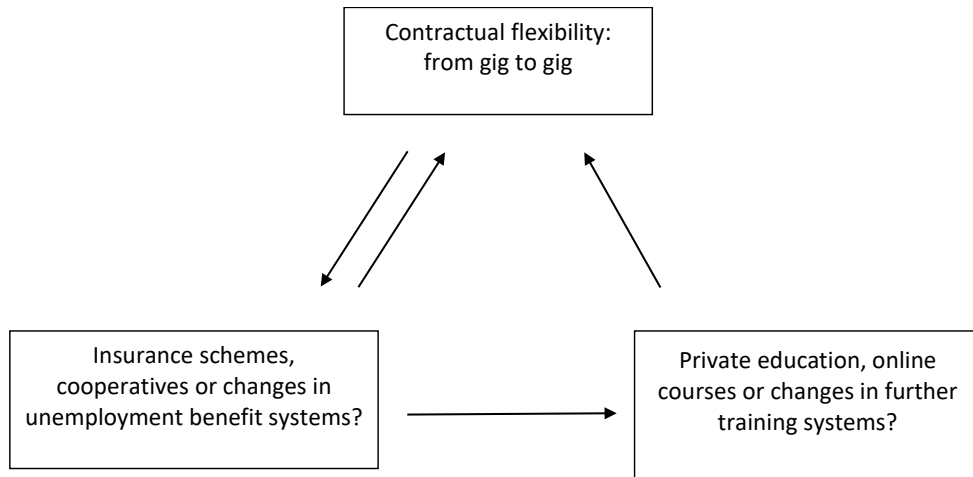 Contractual flexibility:
from gig to gig
Insurance schemes,
cooperatives or changes in
unemployment benefit systems?
Private education, online
courses or changes in further
training systems?